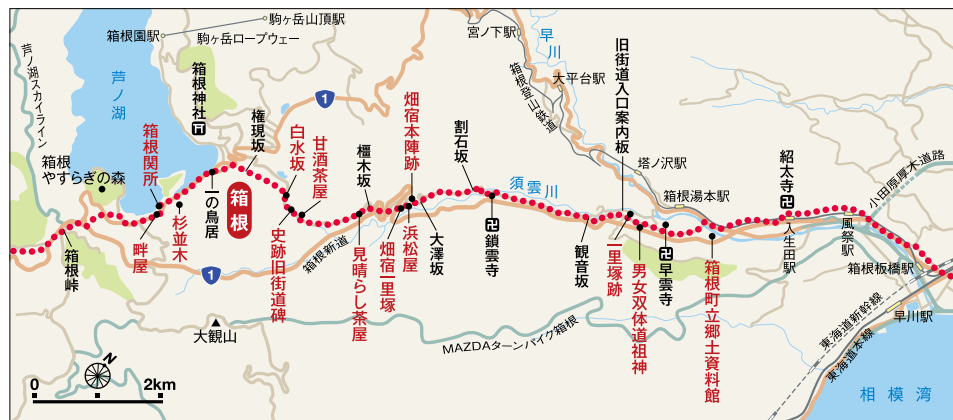 駒ヶ岳山頂駅
箱根園駅
駒ヶ岳ロープウェー
宮ノ下駅
早川
芦ノ湖スカイライン
芦ノ湖
箱根神社
1
大平台駅
箱根登山鉄道
旧街道入口案内板
箱根関所
権現坂
白水坂
甘酒茶屋
畑宿本陣跡
割石坂
橿木坂
須雲川
塔ノ沢駅
箱根湯本駅
紹太寺
小田原厚木道路
箱根
やすらぎの森
箱根
箱根峠
畔屋
杉並木
一の鳥居
史跡旧街道碑
箱根新道
見晴らし茶屋
畑宿一里塚
浜松屋
大澤坂
鎖雲寺
観音坂
一里塚跡
男女双体道祖神
早雲寺
箱根町立郷土資料館
入生田駅
風祭駅
箱根板橋駅
1
大観山
MAZDAターンパイク箱根
東海道新幹線
東海道本線
早川駅
相模湾
N
0
2km